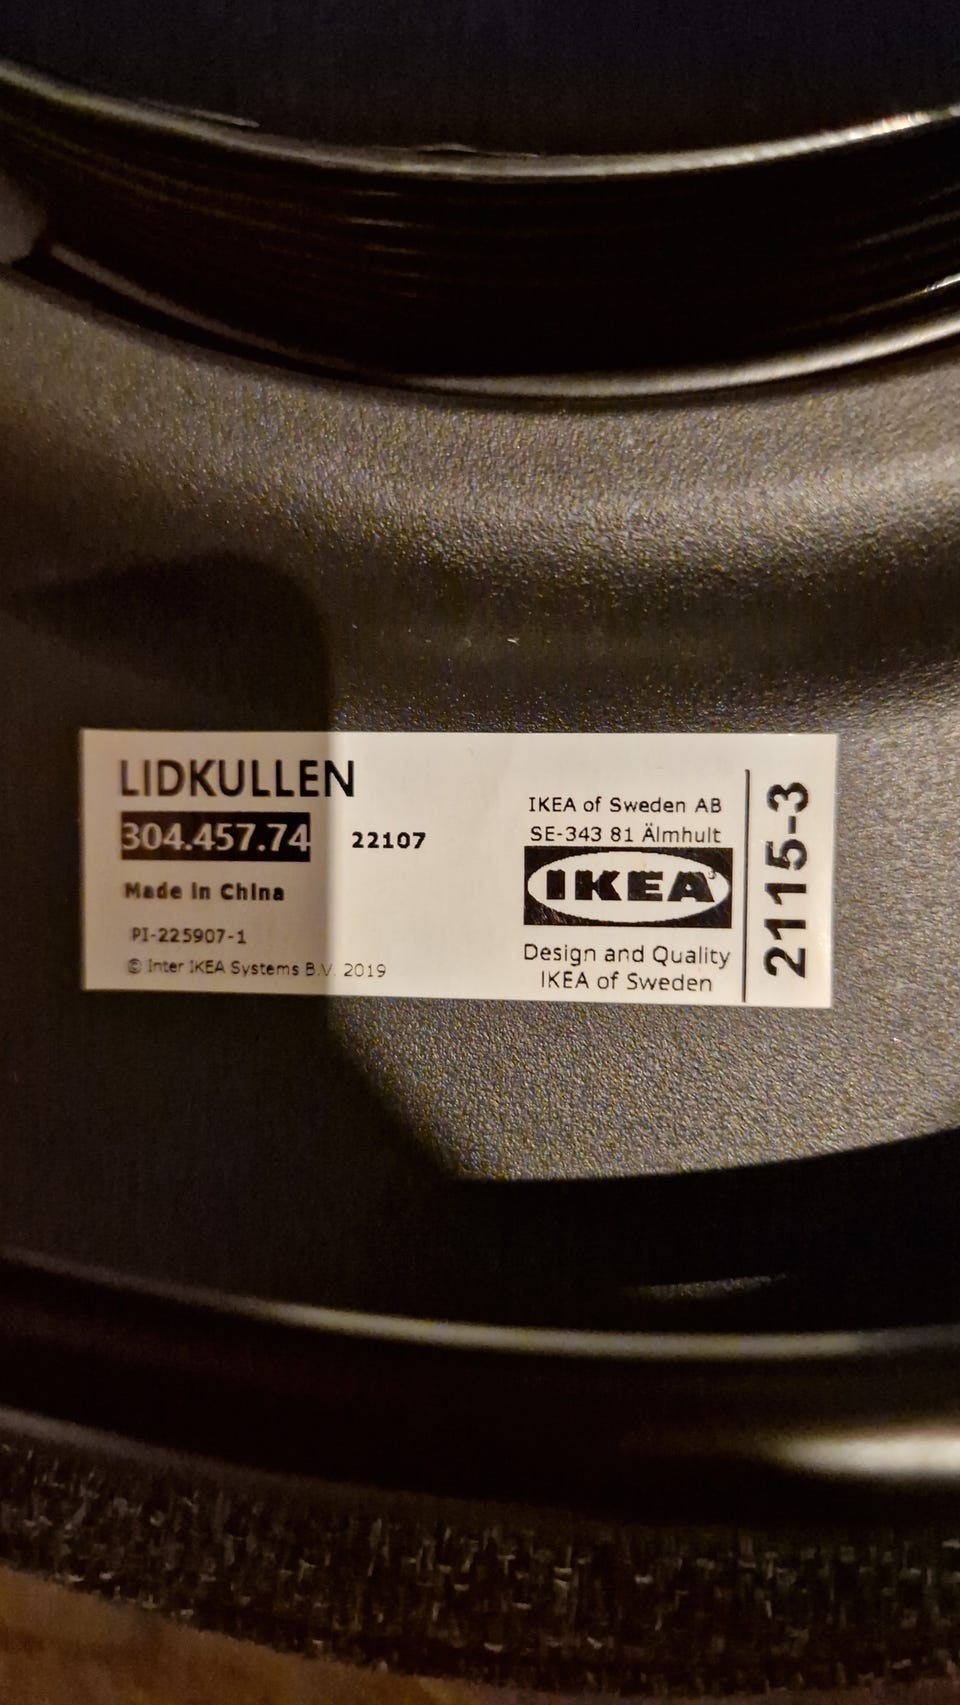 LIDKULLEN
304.457.74 22107
Made in China
PI-225907-1
© Inter IKEA Systems B.V. 2019
IKEA of Sweden AB
SE-343 81 Älmhult
IKEA
Design and Quality
IKEA of Sweden
2115-3